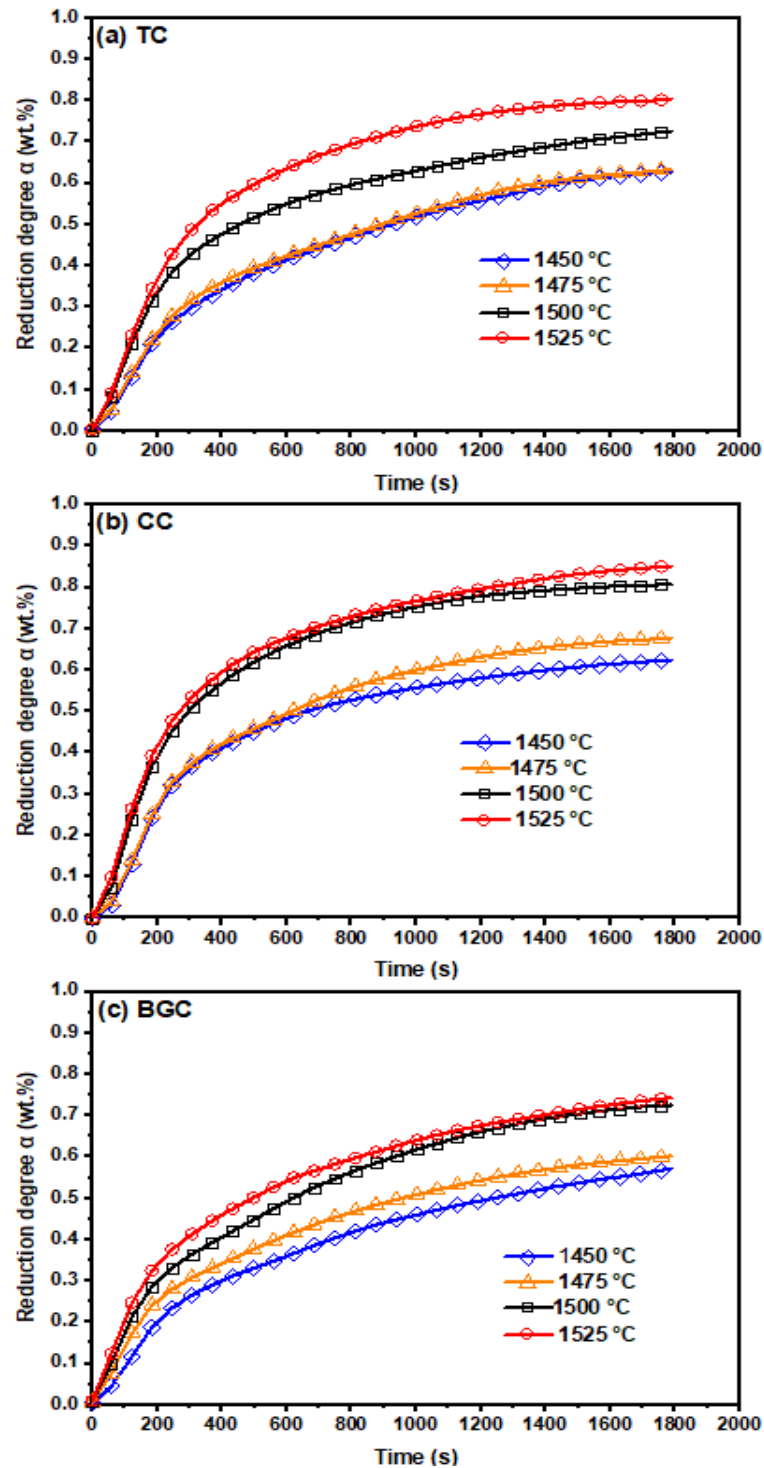 (a) TC
1.0
0.9
0.8
0.7
0.6
0.5
0.4
0.3
0.2
0.1
0.0
Reduction degree α (wt.%)
1450 °C
1475 °C
1500 °C
1525 °C
0 200 400 600 800 1000 1200 1400 1600 1800 2000
Time (s)
(b) CC
1.0
0.9
0.8
0.7
0.6
0.5
0.4
0.3
0.2
0.1
0.0
Reduction degree α (wt.%)
1450 °C
1475 °C
1500 °C
1525 °C
0 200 400 600 800 1000 1200 1400 1600 1800 2000
Time (s)
(c) BGC
1.0
0.9
0.8
0.7
0.6
0.5
0.4
0.3
0.2
0.1
0.0
Reduction degree α (wt.%)
1450 °C
1475 °C
1500 °C
1525 °C
0 200 400 600 800 1000 1200 1400 1600 1800 2000
Time (s)